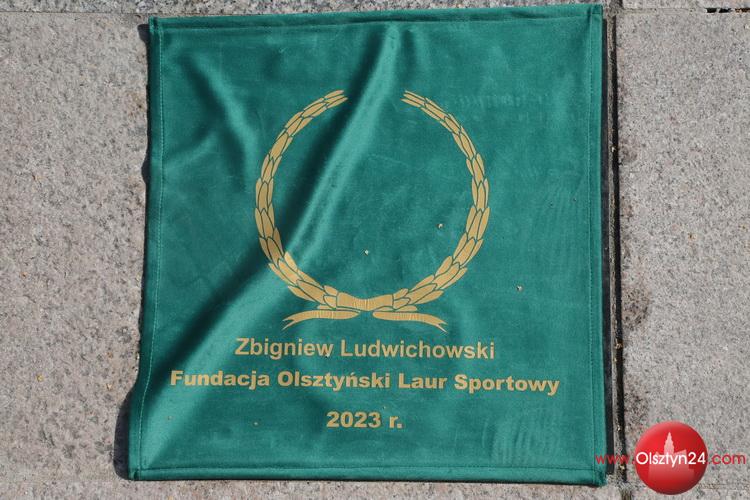 Zbigniew Ludwichowski
Fundacja Olsztyński Laur Sportowy
2023 r.
www.Olsztyn24.com